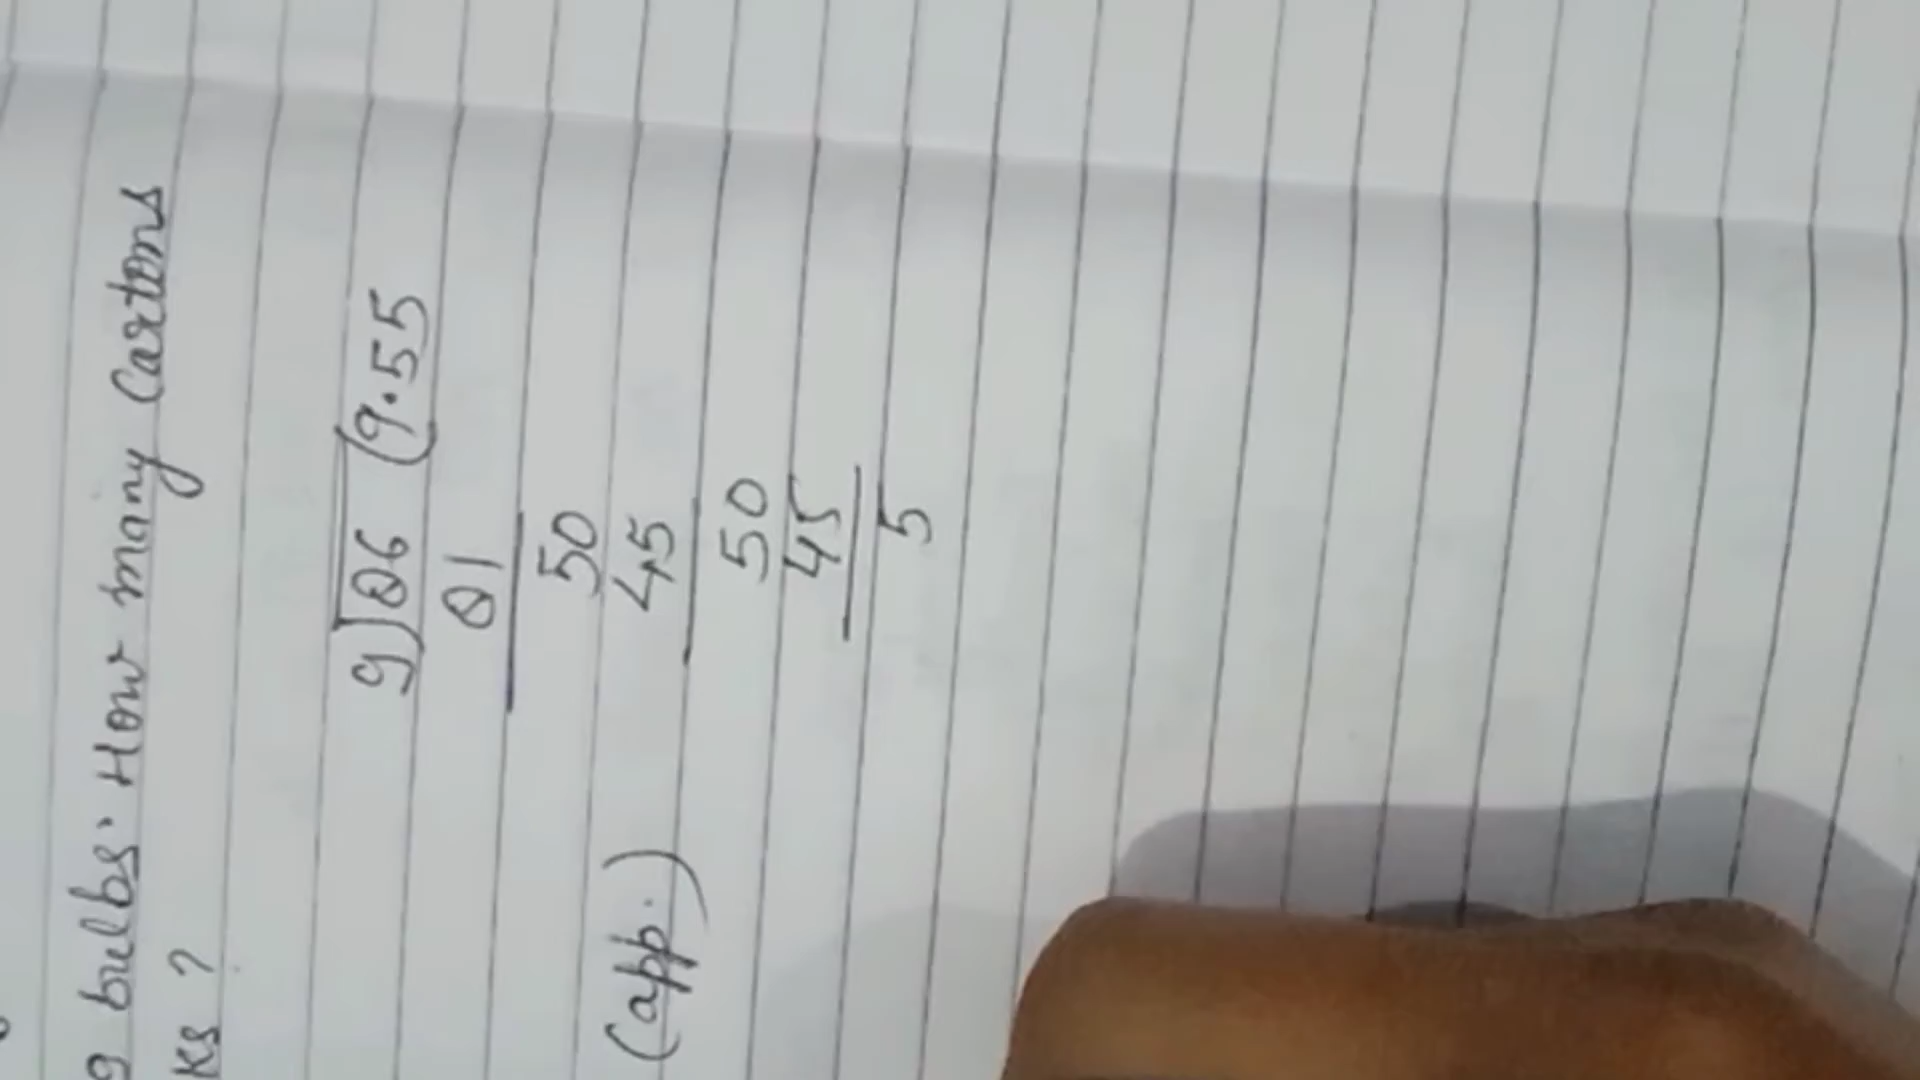 g bulbs. How many Cartons
ks ?
9)86(9.55
81
50
45
50
45
5
(app.)